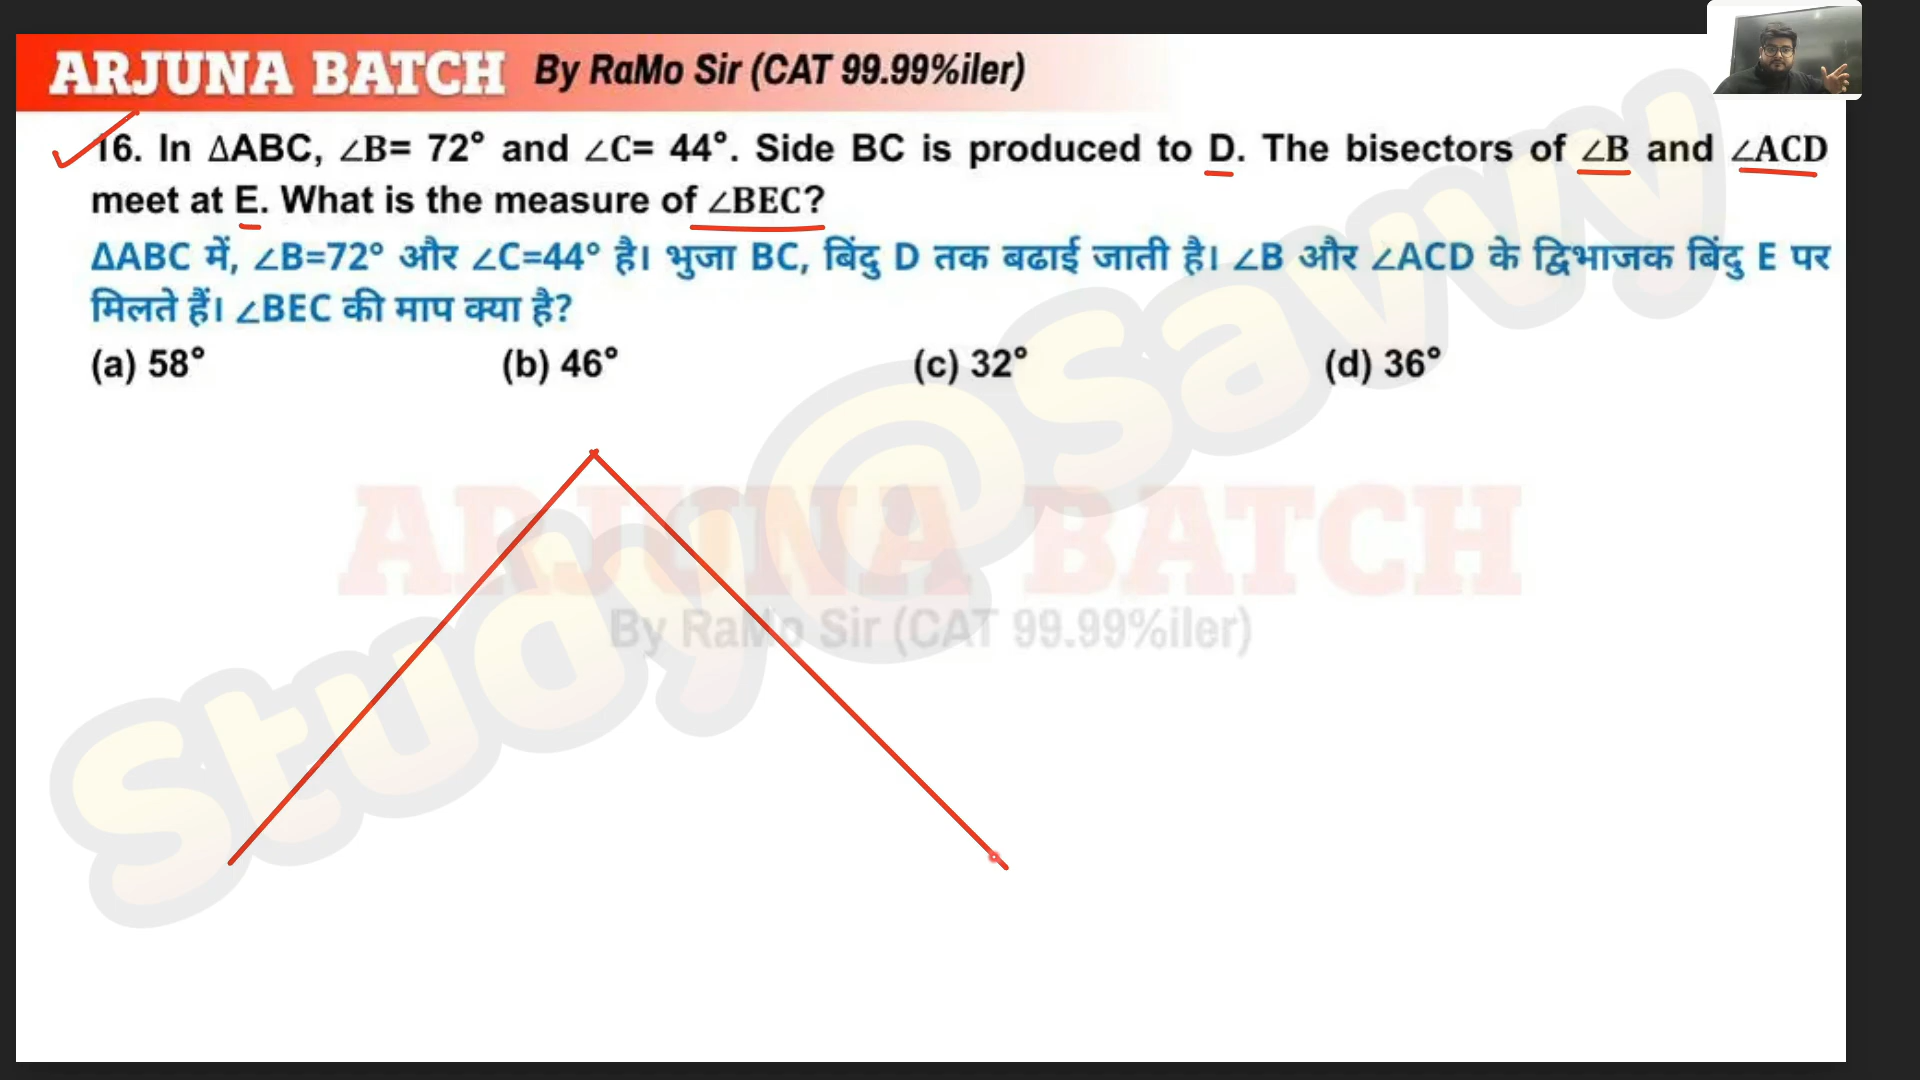 ARJUNA BATCH By RaMo Sir (CAT 99.99%iler)
16. In ΔABC, ∠B= 72° and ∠C= 44°. Side BC is produced to D. The bisectors of ∠B and ∠ACD
meet at E. What is the measure of ∠BEC?
ΔABC में, ∠B=72° और ∠C=44° है। भुजा BC, बिंदु D तक बढाई जाती है। ∠B और ∠ACD के द्विभाजक बिंदु E पर
मिलते हैं। ∠BEC की माप क्या है?
(a) 58° (b) 46° (c) 32° (d) 36°
ARJUNA BATCH
By RaMo Sir (CAT 99.99%iler)
Study@Savvy